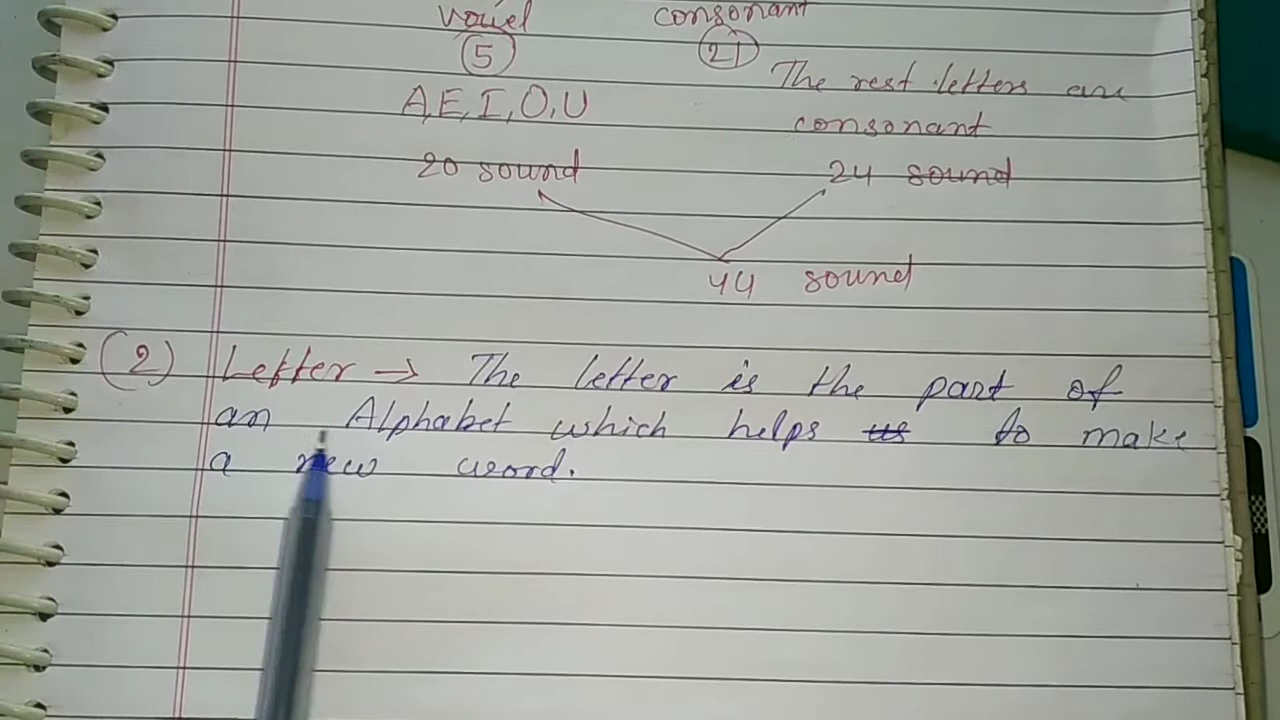 vowel consonant
5 21
The rest letters are
A,E,I,O,U
consonant
20 sound 24 sound
44 sound
(2) Letter → The letter is the part of
an Alphabet which helps us to make
a new word.